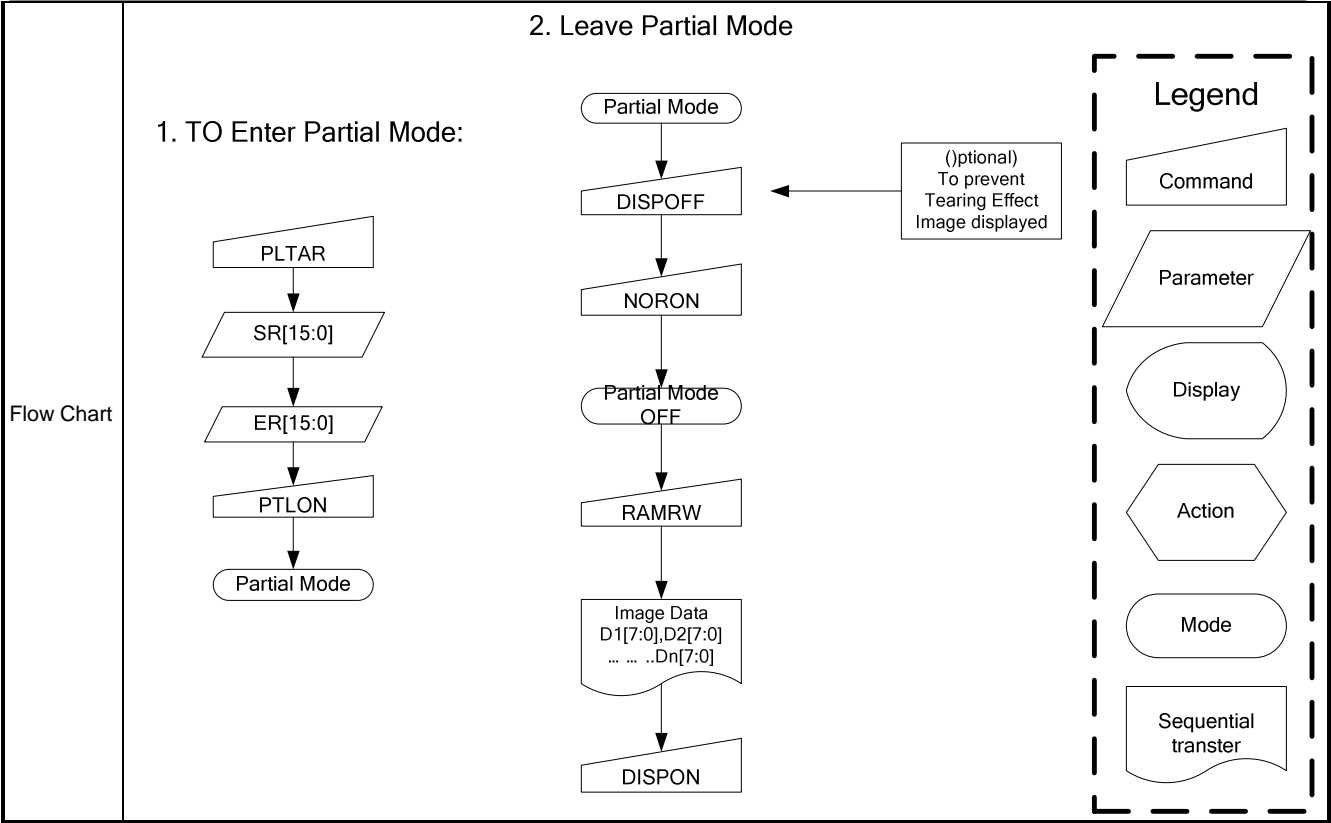 Flow Chart
2. Leave Partial Mode
1. TO Enter Partial Mode:
PLTAR
SR[15:0]
ER[15:0]
PTLON
Partial Mode
Partial Mode
DISPOFF
NORON
Partial Mode
OFF
RAMRW
Image Data
D1[7:0],D2[7:0]
... ... ..Dn[7:0]
DISPON
()ptional)
To prevent
Tearing Effect
Image displayed
Legend
Command
Parameter
Display
Action
Mode
Sequential
transter